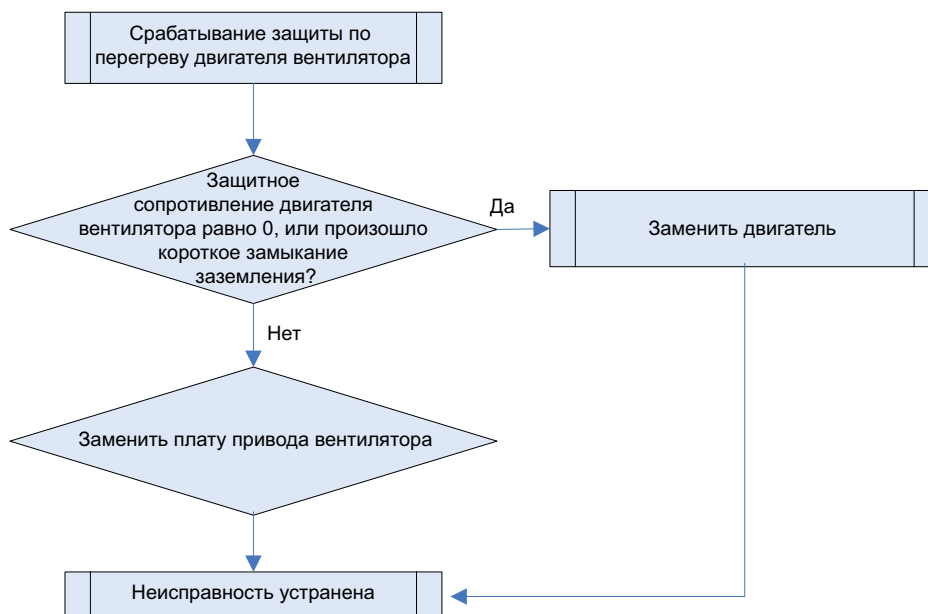 Срабатывание защиты по
перегреву двигателя вентилятора
Защитное
сопротивление двигателя
вентилятора равно 0, или произошло
короткое замыкание
заземления?
Да
Заменить двигатель
Нет
Заменить плату привода вентилятора
Неисправность устранена